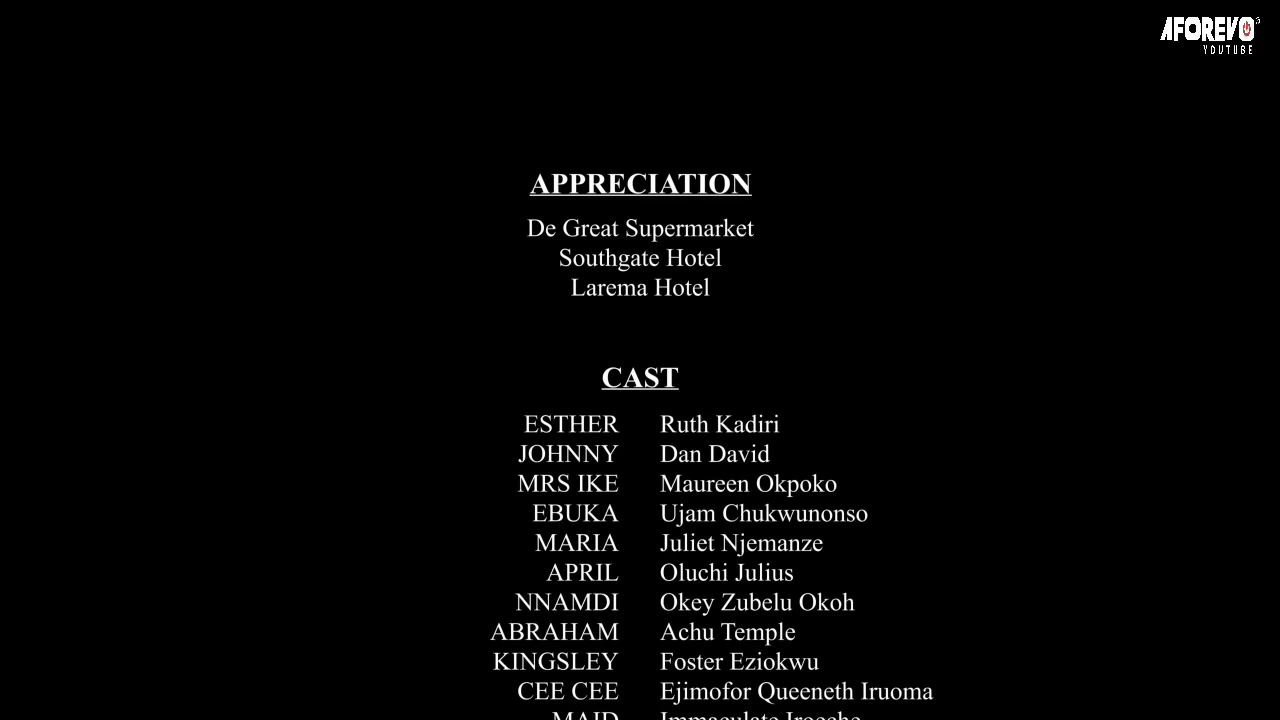 AFOREVO
YOUTUBE
APPRECIATION
De Great Supermarket
Southgate Hotel
Larema Hotel
CAST
ESTHER Ruth Kadiri
JOHNNY Dan David
MRS IKE Maureen Okpoko
EBUKA Ujam Chukwunonso
MARIA Juliet Njemanze
APRIL Oluchi Julius
NNAMDI Okey Zubelu Okoh
ABRAHAM Achu Temple
KINGSLEY Foster Eziokwu
CEE CEE Ejimofor Queeneth Iruoma
MAID Immaculate